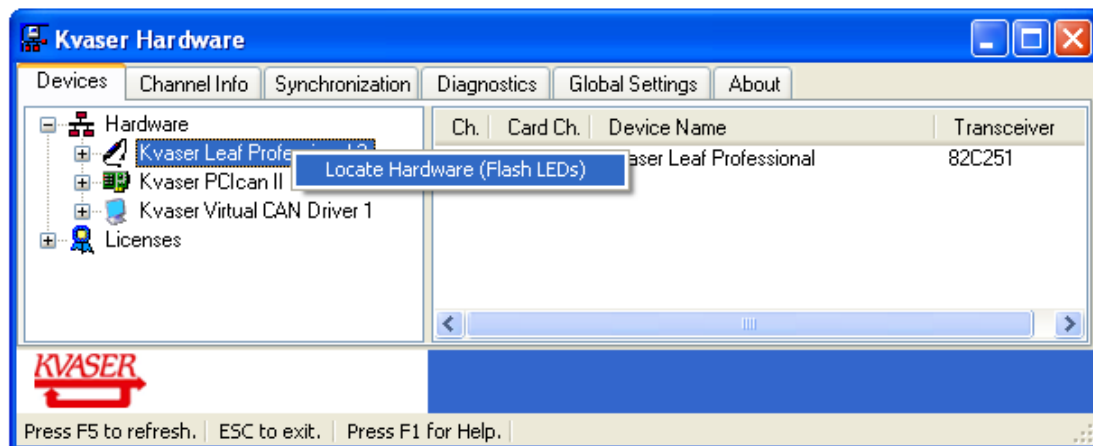 Kvaser Hardware
Devices Channel Info Synchronization Diagnostics Global Settings About
Hardware
Ch. Card Ch. Device Name Transceiver
Kvaser Leaf
Locate Hardware (Flash LEDs)
Leaf Professional 82C251
Kvaser PCIcan II
Kvaser Virtual CAN Driver 1
Licenses
KVASER
Press F5 to refresh. ESC to exit. Press F1 for Help.